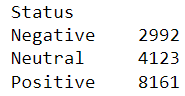 Status
Negative    2992
Neutral     4123
Positive    8161